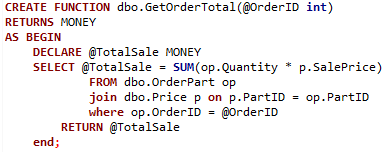 CREATE FUNCTION dbo.GetOrderTotal(@OrderID int)
RETURNS MONEY
AS BEGIN
    DECLARE @TotalSale MONEY
    SELECT @TotalSale = SUM(op.Quantity * p.SalePrice)
            FROM dbo.OrderPart op
            join dbo.Price p on p.PartID = op.PartID
            where op.OrderID = @OrderID
        RETURN @TotalSale
    end;